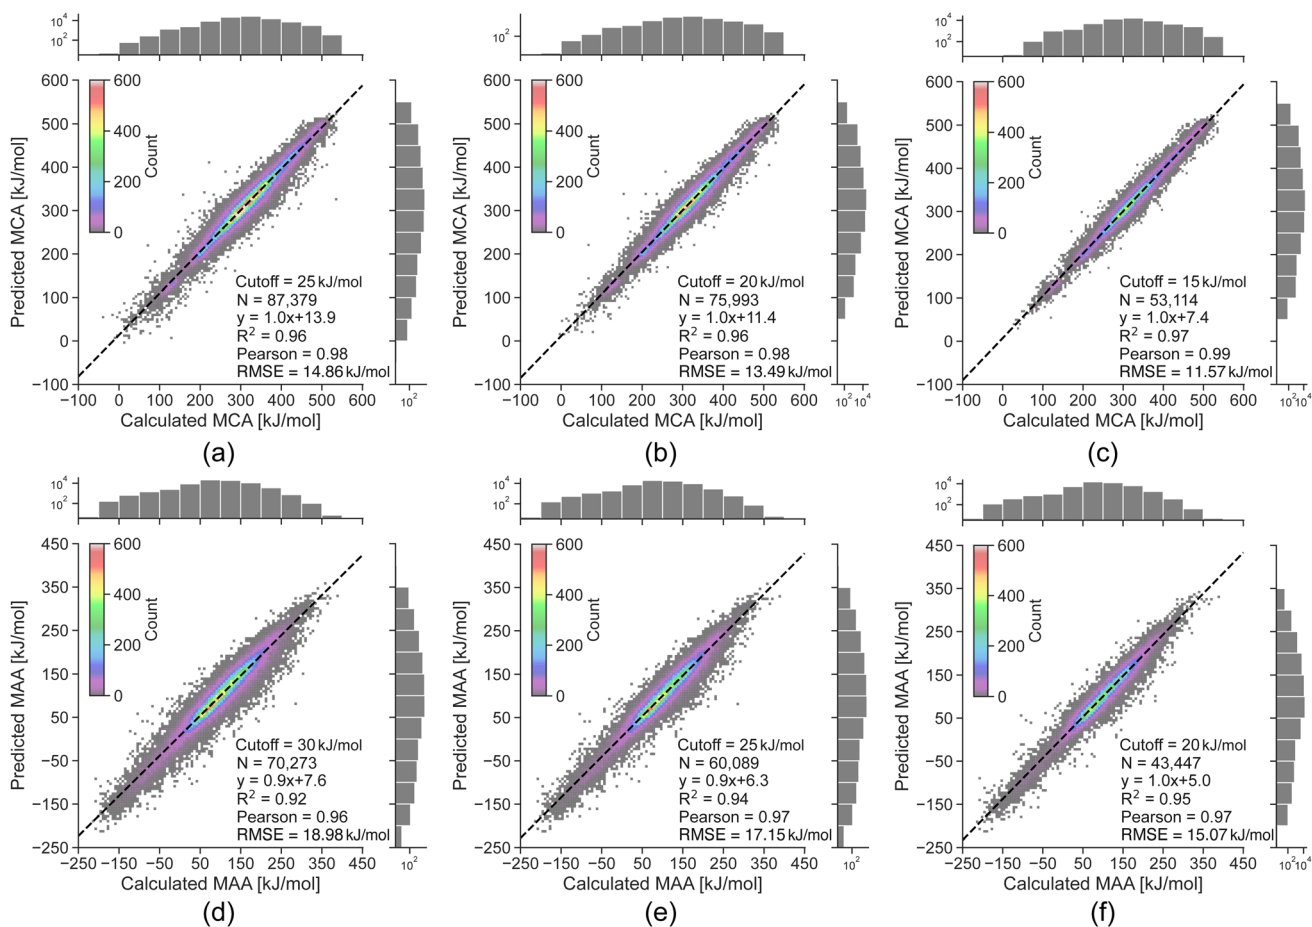 10⁴
10²
600
500
400
300
200
100
0
−100
Predicted MCA [kJ/mol]
600
400
200
0
Count
Cutoff = 25 kJ/mol
N = 87,379
y = 1.0x+13.9
R² = 0.96
Pearson = 0.98
RMSE = 14.86 kJ/mol
−100 0 100 200 300 400 500 600
10²
Calculated MCA [kJ/mol]
(a)
10²
600
500
400
300
200
100
0
−100
Predicted MCA [kJ/mol]
600
400
200
0
Count
Cutoff = 20 kJ/mol
N = 75,993
y = 1.0x+11.4
R² = 0.96
Pearson = 0.98
RMSE = 13.49 kJ/mol
−100 0 100 200 300 400 500 600
10² 10⁴
Calculated MCA [kJ/mol]
(b)
10⁴
10²
600
500
400
300
200
100
0
−100
Predicted MCA [kJ/mol]
600
400
200
0
Count
Cutoff = 15 kJ/mol
N = 53,114
y = 1.0x+7.4
R² = 0.97
Pearson = 0.99
RMSE = 11.57 kJ/mol
−100 0 100 200 300 400 500 600
10² 10⁴
Calculated MCA [kJ/mol]
(c)
10⁴
10²
450
350
250
150
50
−50
−150
−250
Predicted MAA [kJ/mol]
600
400
200
0
Count
Cutoff = 30 kJ/mol
N = 70,273
y = 0.9x+7.6
R² = 0.92
Pearson = 0.96
RMSE = 18.98 kJ/mol
−250 −150 −50 50 150 250 350 450
10²
Calculated MAA [kJ/mol]
(d)
10⁴
10²
450
350
250
150
50
−50
−150
−250
Predicted MAA [kJ/mol]
600
400
200
0
Count
Cutoff = 25 kJ/mol
N = 60,089
y = 0.9x+6.3
R² = 0.94
Pearson = 0.97
RMSE = 17.15 kJ/mol
−250 −150 −50 50 150 250 350 450
10²
Calculated MAA [kJ/mol]
(e)
10⁴
10²
450
350
250
150
50
−50
−150
−250
Predicted MAA [kJ/mol]
600
400
200
0
Count
Cutoff = 20 kJ/mol
N = 43,447
y = 1.0x+5.0
R² = 0.95
Pearson = 0.97
RMSE = 15.07 kJ/mol
−250 −150 −50 50 150 250 350 450
10² 10⁴
Calculated MAA [kJ/mol]
(f)